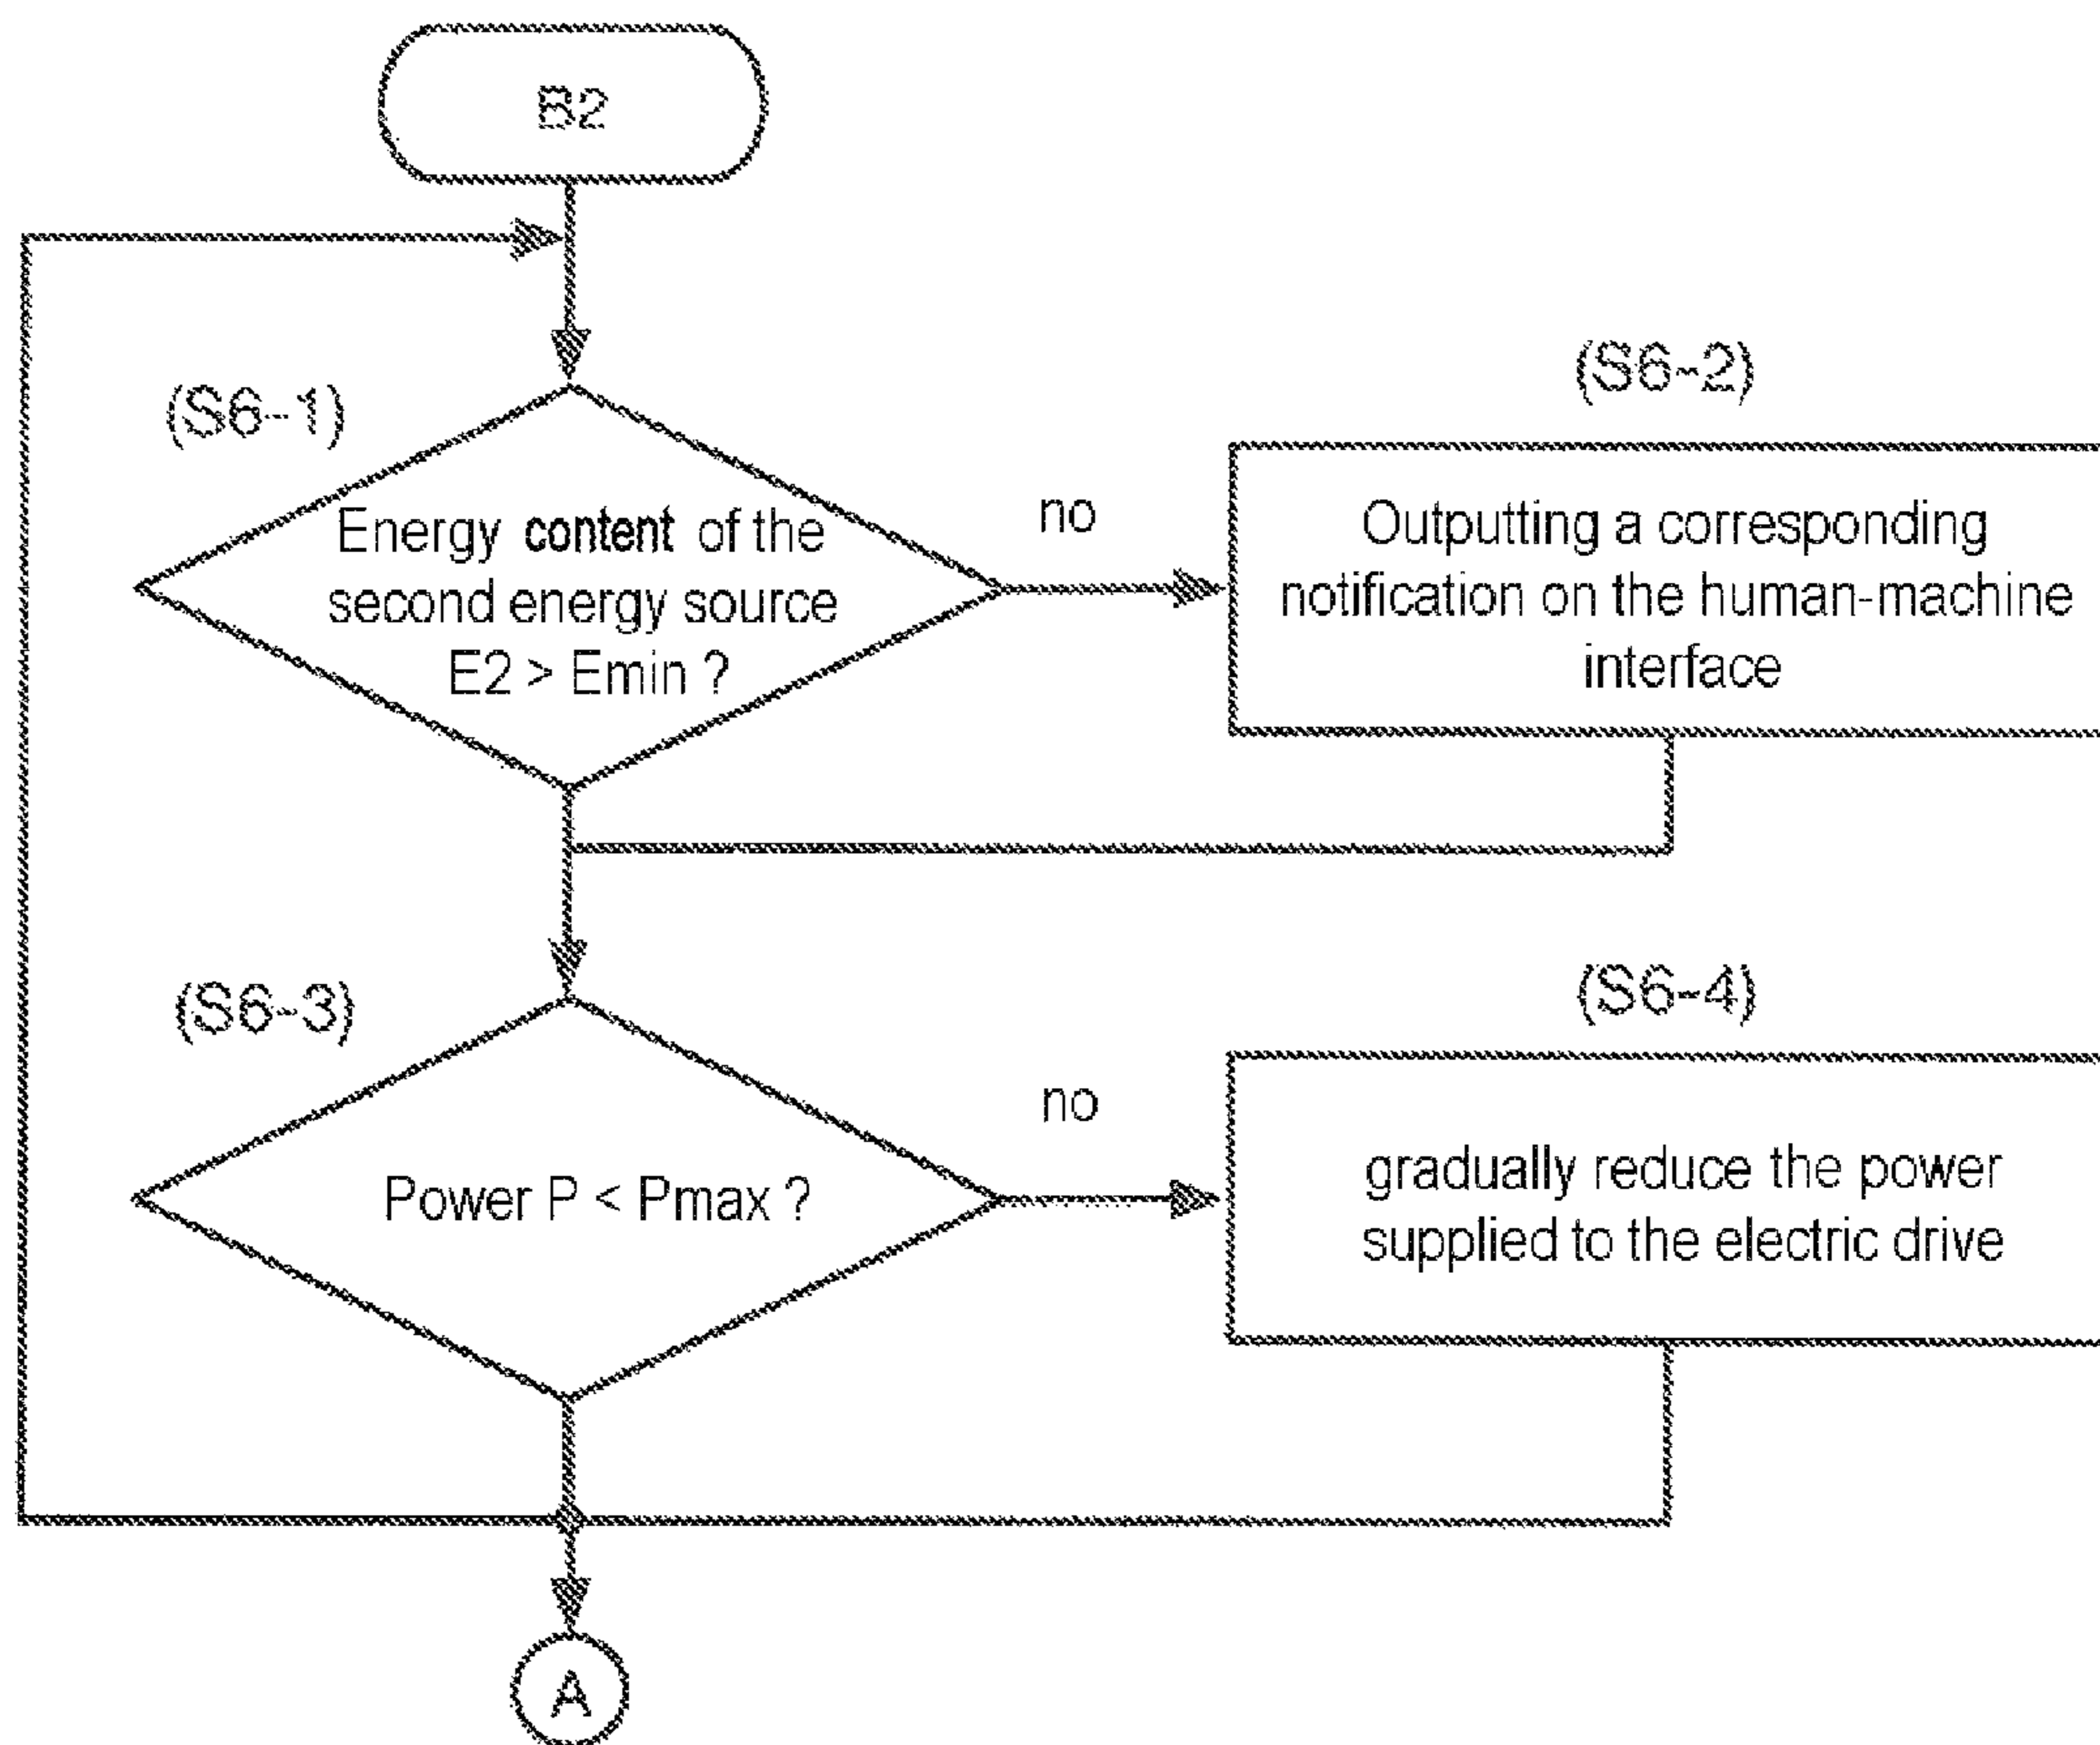 B2
(S6-1)
Energy content of the
second energy source
E2 > Emin ?
no
(S6-2)
Outputting a corresponding
notification on the human-machine
interface
(S6-3)
Power P < Pmax ?
no
(S6-4)
gradually reduce the power
supplied to the electric drive
A